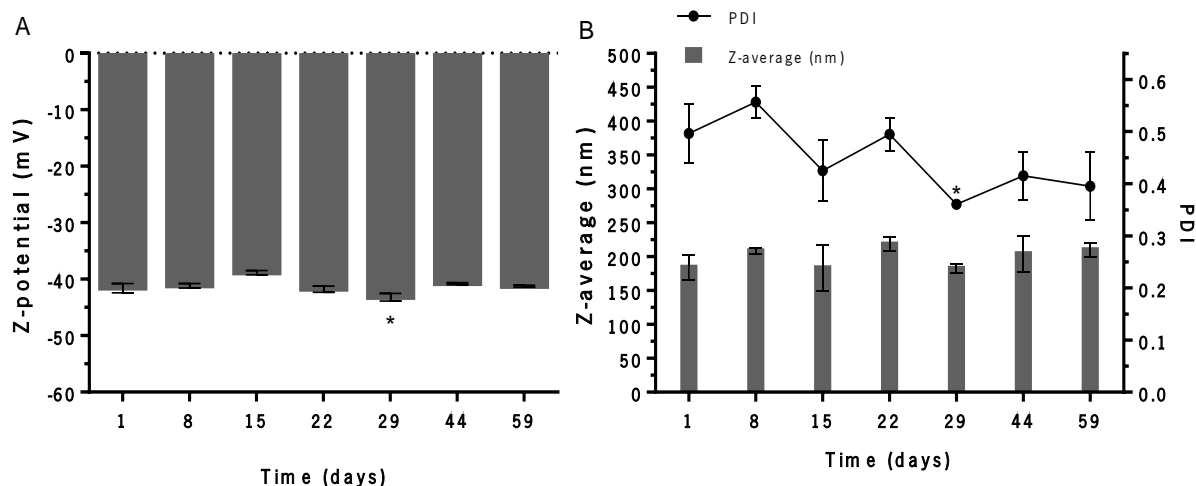 A
0
-10
-20
-30
-40
-50
-60
Z-potential (mV)
*
1 8 15 22 29 44 59
Time (days)
B
PDI
Z-average (nm)
500
450
400
350
300
250
200
150
100
50
0
Z-average (nm)
*
0.6
0.5
0.4
0.3
0.2
0.1
0.0
PDI
1 8 15 22 29 44 59
Time (days)